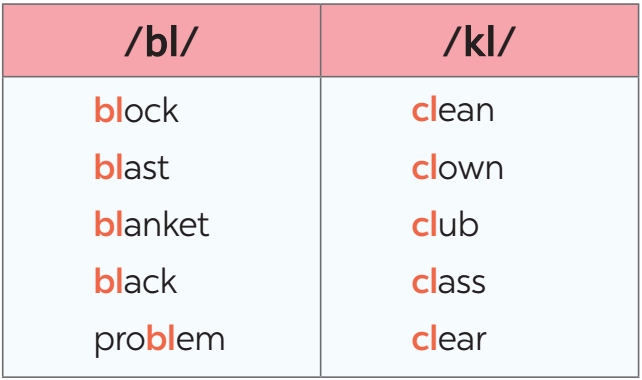 /bl/ /kl/
block clean
blast clown
blanket club
black class
problem clear